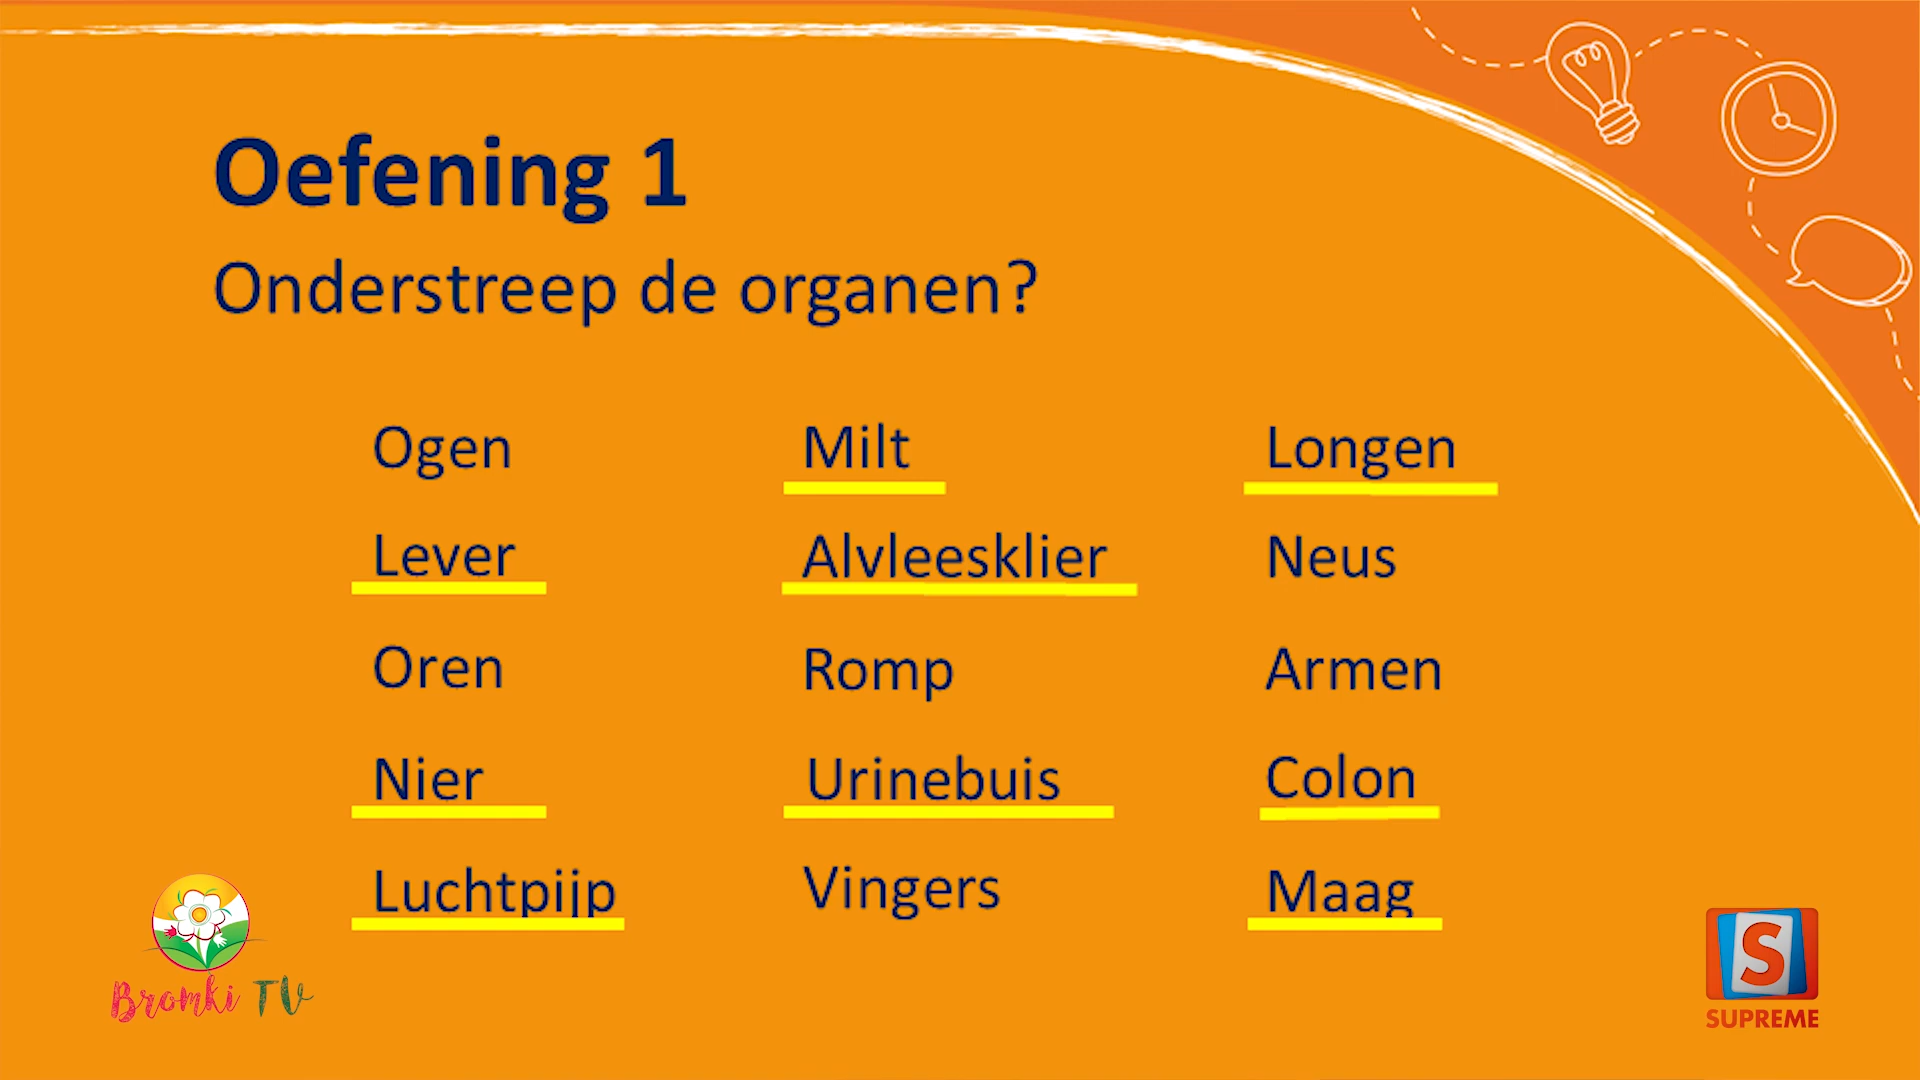 Oefening 1
Onderstreep de organen?
Ogen Milt Longen
Lever Alvleesklier Neus
Oren Romp Armen
Nier Urinebuis Colon
Luchtpijp Vingers Maag
Bromki TV
S
SUPREME